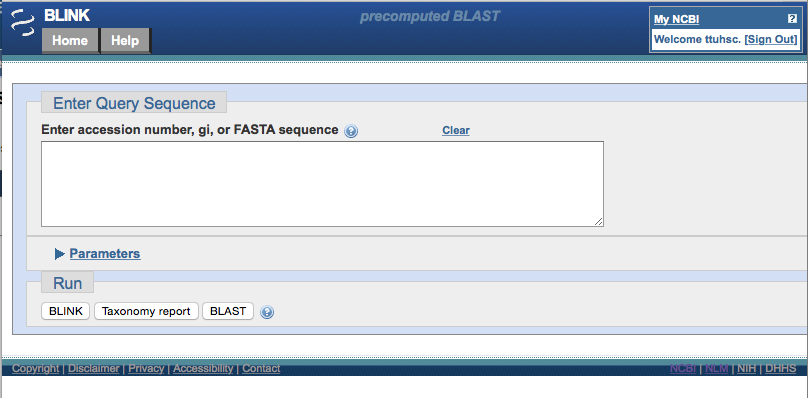 BLINK
precomputed BLAST
Home Help
My NCBI ?
Welcome ttuhsc. [Sign Out]
Enter Query Sequence
Enter accession number, gi, or FASTA sequence ? Clear
Parameters
Run
BLINK Taxonomy report BLAST ?
Copyright | Disclaimer | Privacy | Accessibility | Contact NCBI | NLM | NIH | DHHS